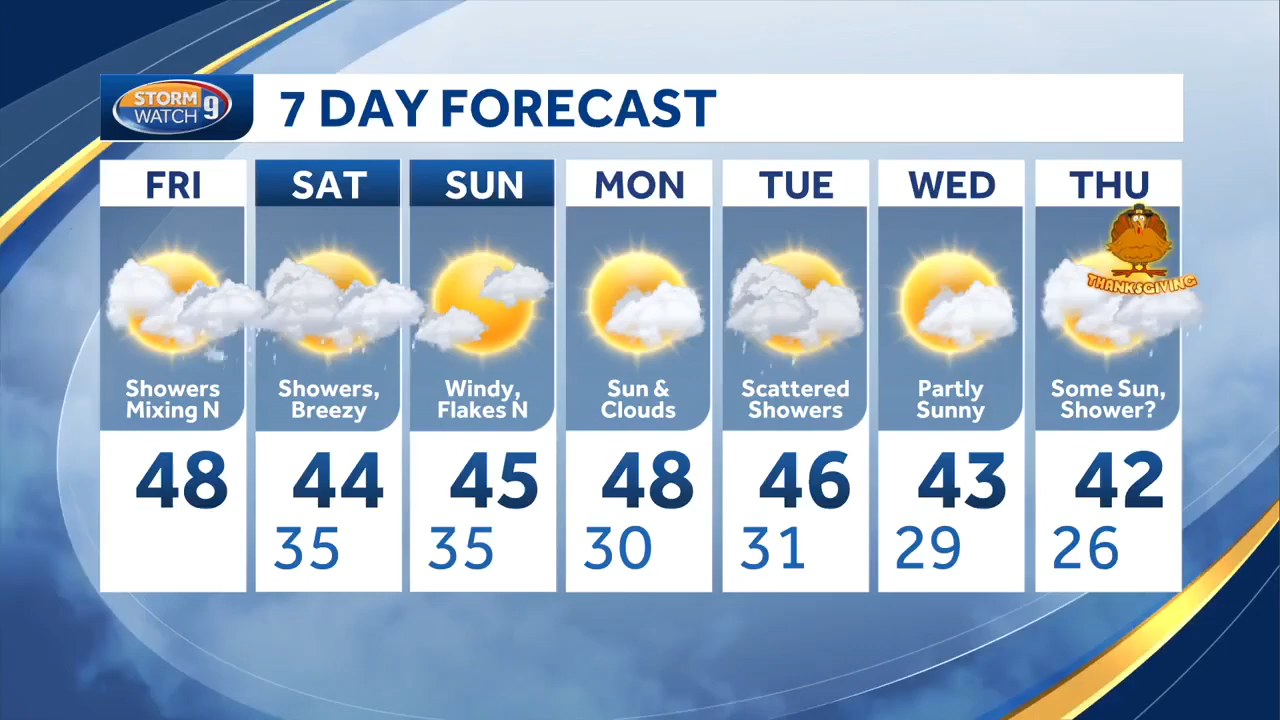 STORM
WATCH 9
7 DAY FORECAST
FRI
Showers
Mixing N
48
SAT
Showers,
Breezy
44
35
SUN
Windy,
Flakes N
45
35
MON
Sun &
Clouds
48
30
TUE
Scattered
Showers
46
31
WED
Partly
Sunny
43
29
THU
THANKSGIVING
Some Sun,
Shower?
42
26